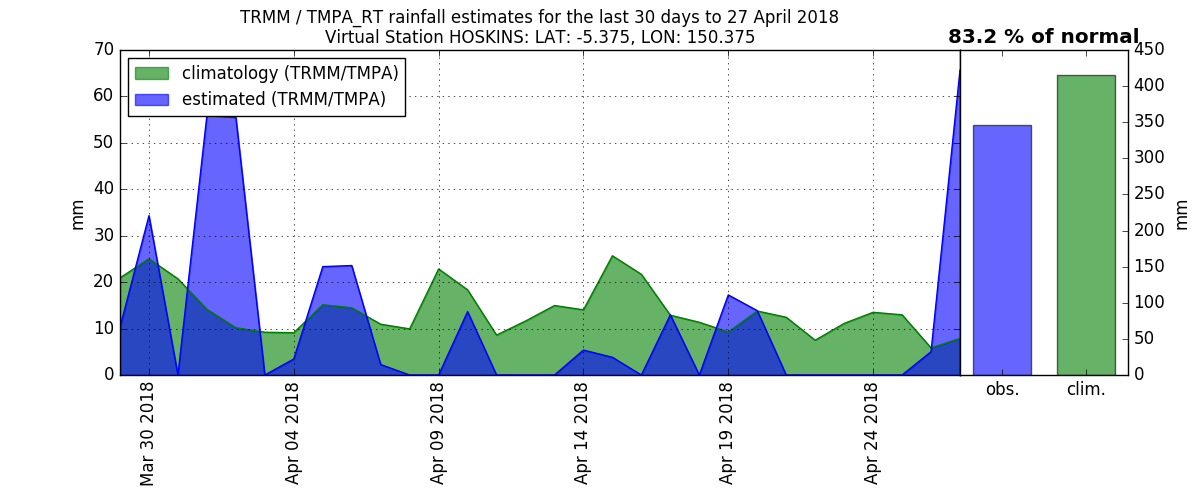 TRMM / TMPA_RT rainfall estimates for the last 30 days to 27 April 2018
Virtual Station HOSKINS: LAT: -5.375, LON: 150.375
83.2 % of normal
climatology (TRMM/TMPA)
estimated (TRMM/TMPA)
70
60
50
40
30
20
10
0
mm
Mar 30 2018
Apr 04 2018
Apr 09 2018
Apr 14 2018
Apr 19 2018
Apr 24 2018
450
400
350
300
250
200
150
100
50
0
mm
obs.
clim.